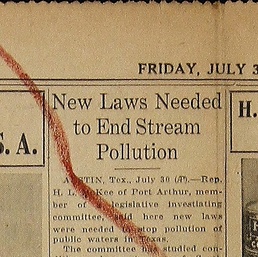 FRIDAY, JULY 3
New Laws Needed
to End Stream
Pollution
S. A.
H.
AUSTIN, Tex., July 30 (AP).—Rep.
H. L. McKee of Port Arthur, mem-
ber of a legislative investigating
committee, said here new laws
were needed to stop pollution of
public waters in Texas.
The committee has studied con-